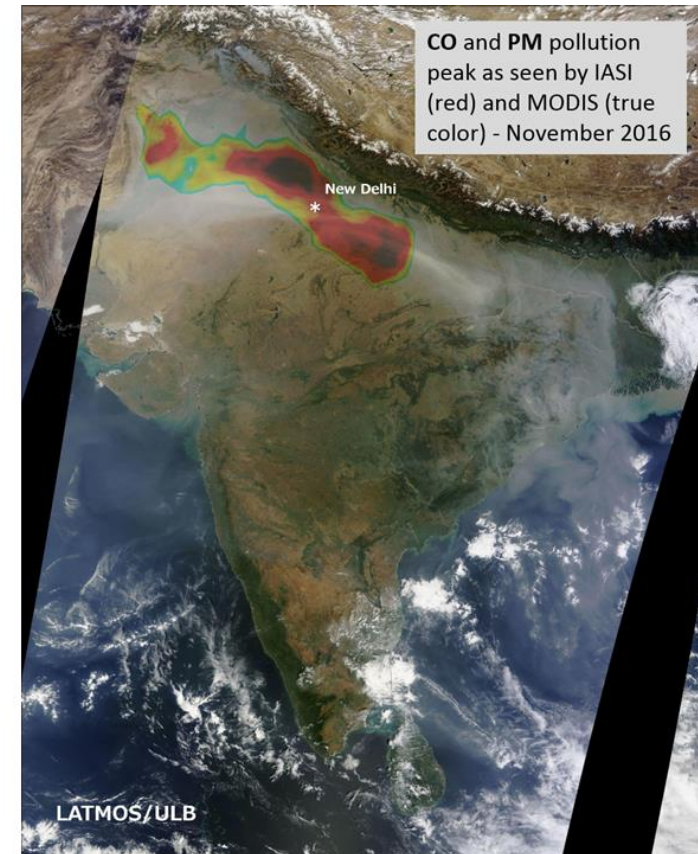 CO and PM pollution
peak as seen by IASI
(red) and MODIS (true
color) - November 2016
New Delhi
*
LATMOS/ULB